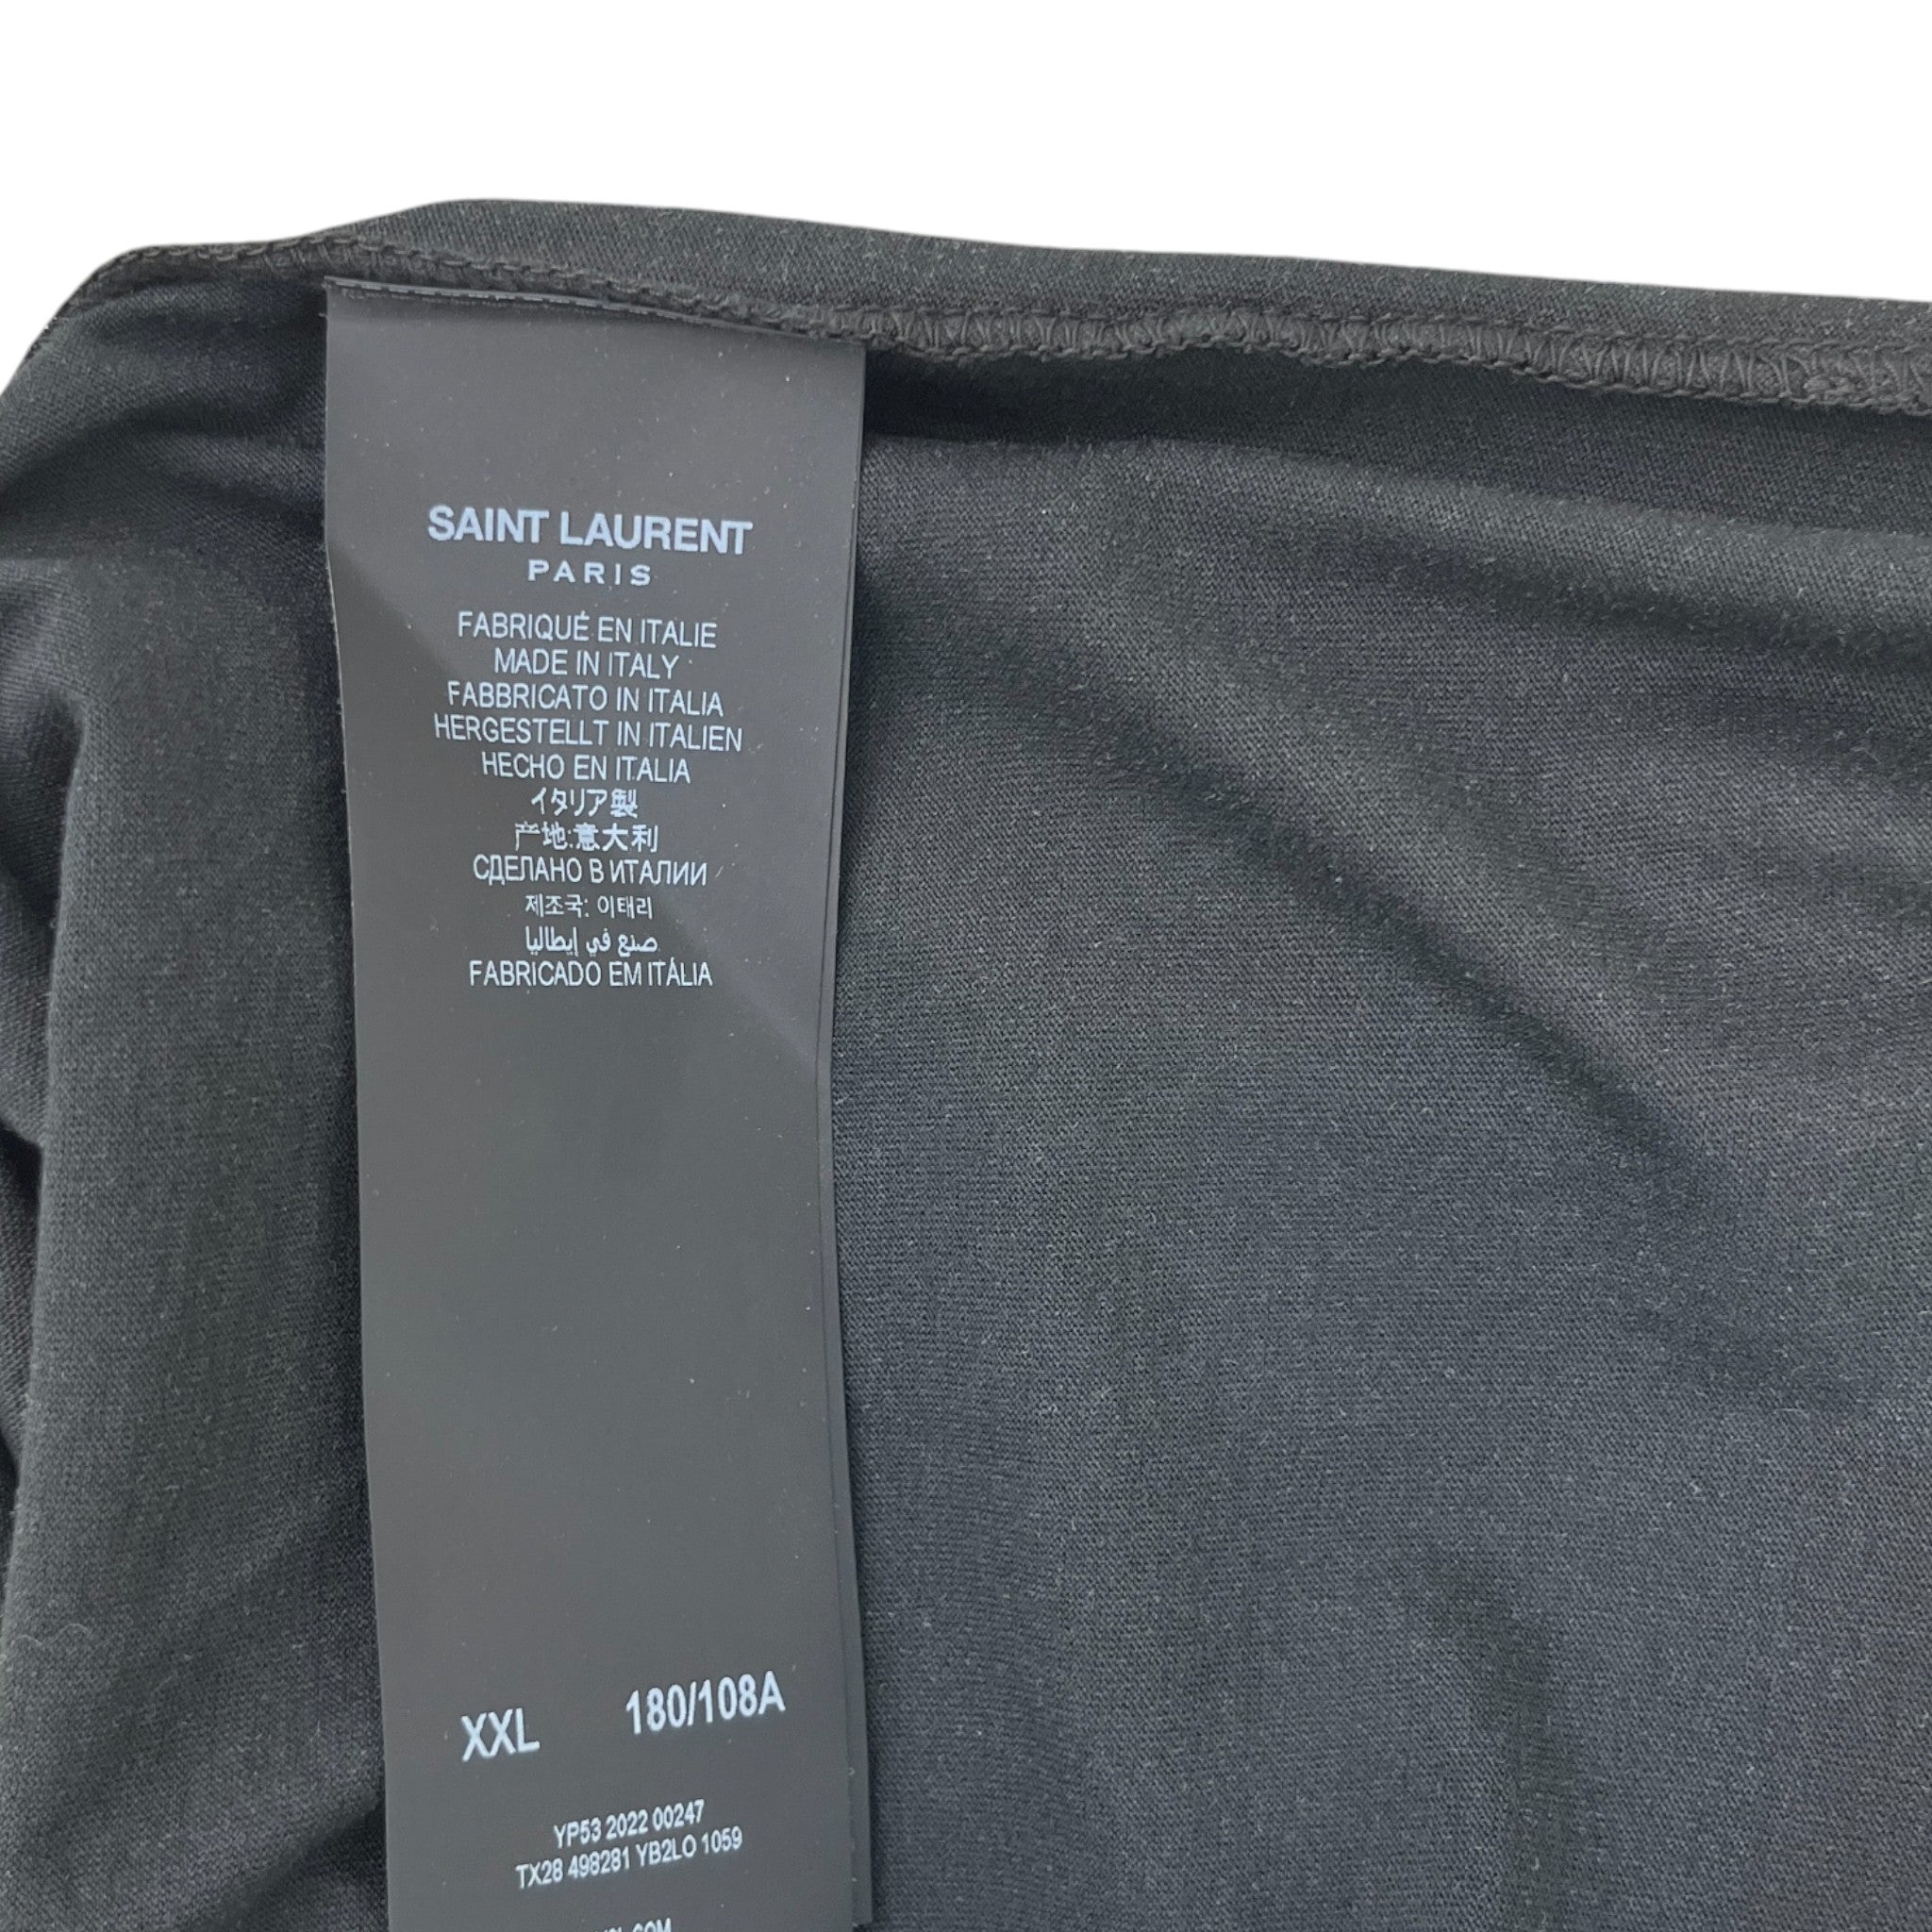 SAINT LAURENT
PARIS
FABRIQUÉ EN ITALIE
MADE IN ITALY
FABBRICATO IN ITALIA
HERGESTELLT IN ITALIEN
HECHO EN ITALIA
イタリア製
产地:意大利
СДЕЛАНО В ИТАЛИИ
제조국: 이태리
صنع في إيطاليا
FABRICADO EM ITÁLIA
XXL 180/108A
YP53 2022 00247
TX28 498281 YB2LO 1059